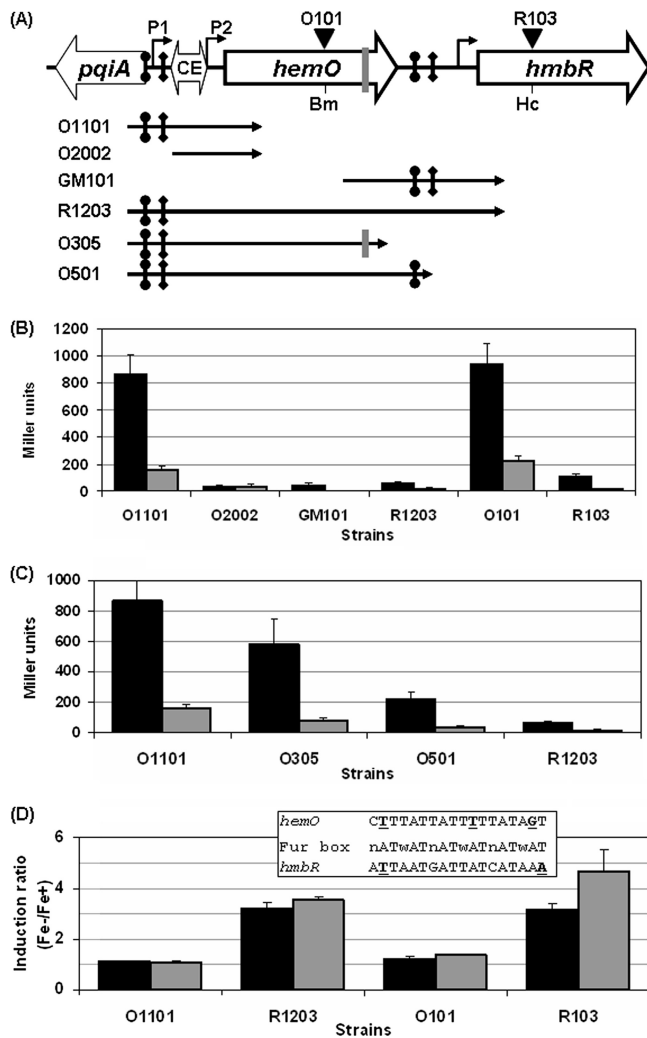 (A)
P1 P2 O101 R103
pqiA CE hemO hmbR
Bm Hc
O1101
O2002
GM101
R1203
O305
O501
(B)
1200
1000
800
600
400
200
0
Miller units
O1101 O2002 GM101 R1203 O101 R103
Strains
(C)
1000
800
600
400
200
0
Miller units
O1101 O305 O501 R1203
Strains
(D)
hemO CTTTATTATTTTTATAGT
Fur box nATwATnATwATnATwAT
hmbR ATTAATGATTATCATAAA
6
4
2
0
Induction ratio
(Fe-/Fe+)
O1101 R1203 O101 R103
Strains